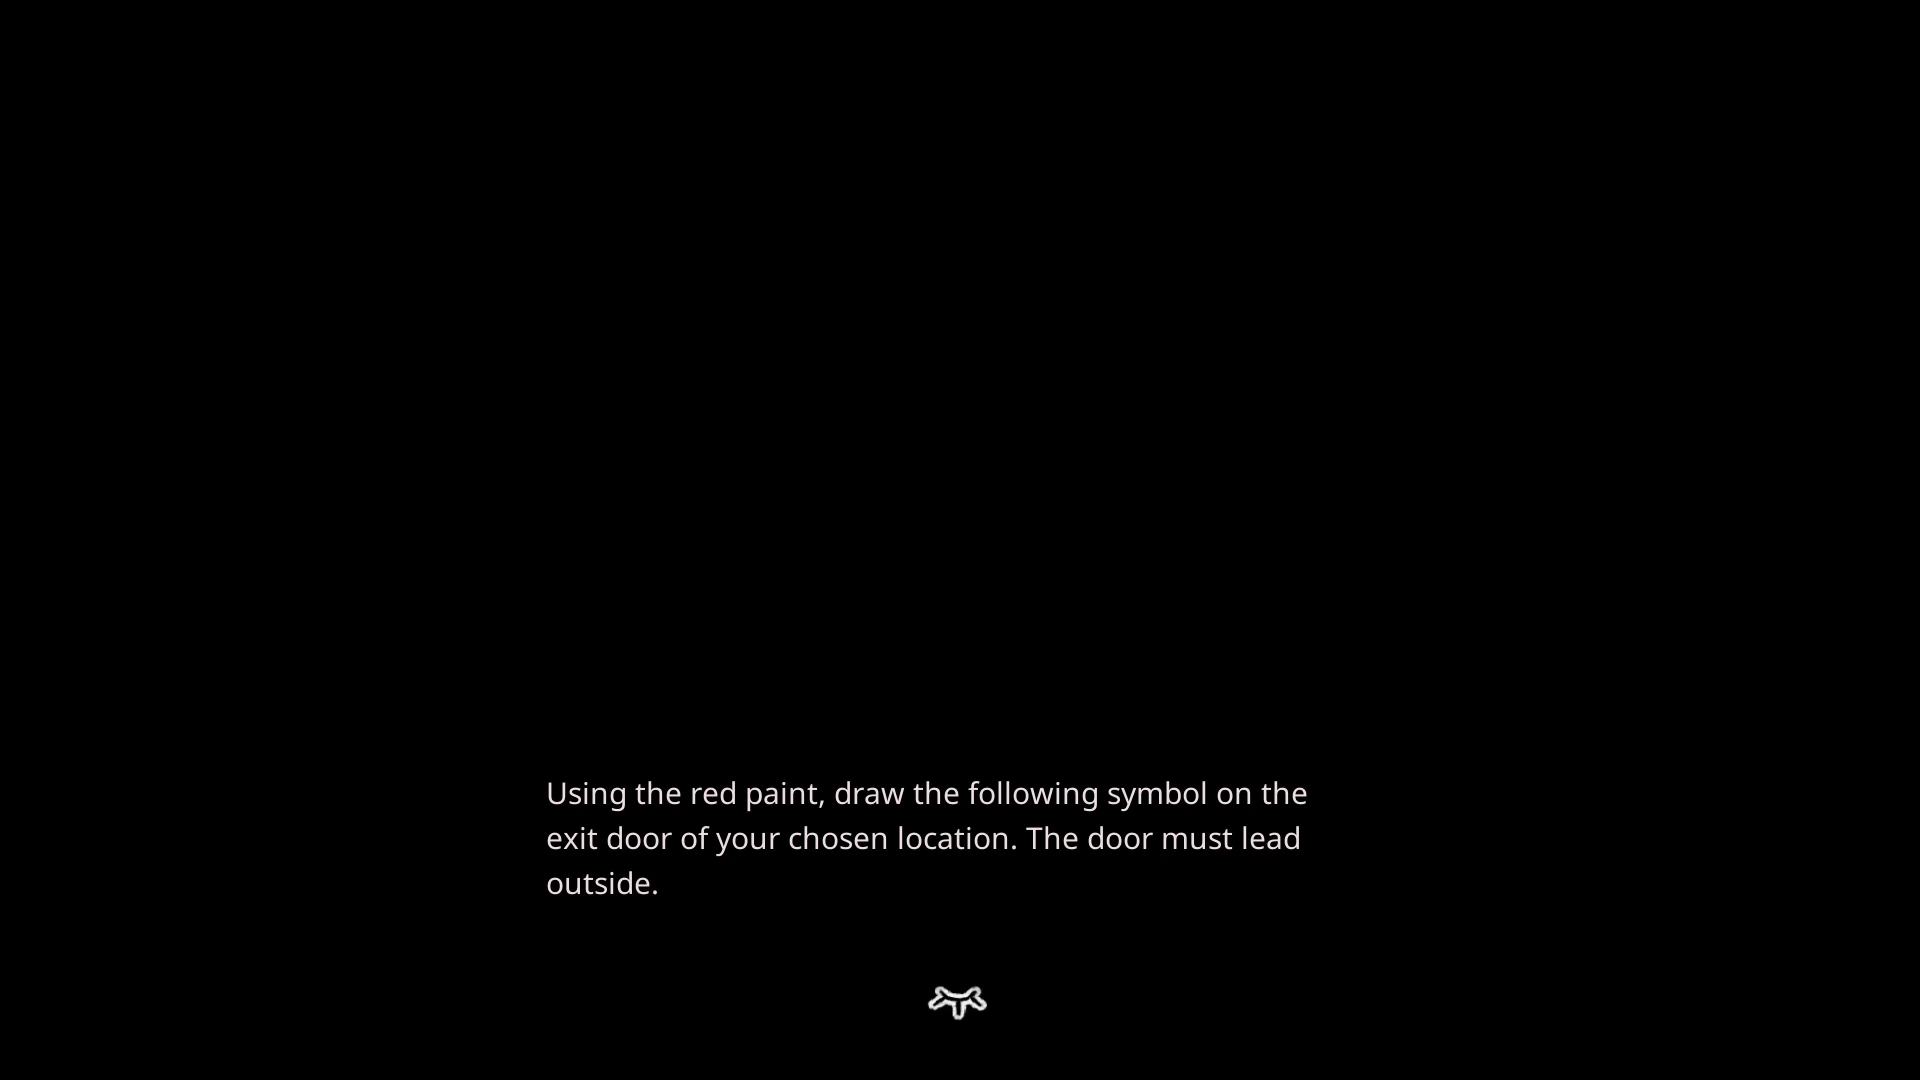 Using the red paint, draw the following symbol on the
exit door of your chosen location. The door must lead
outside.